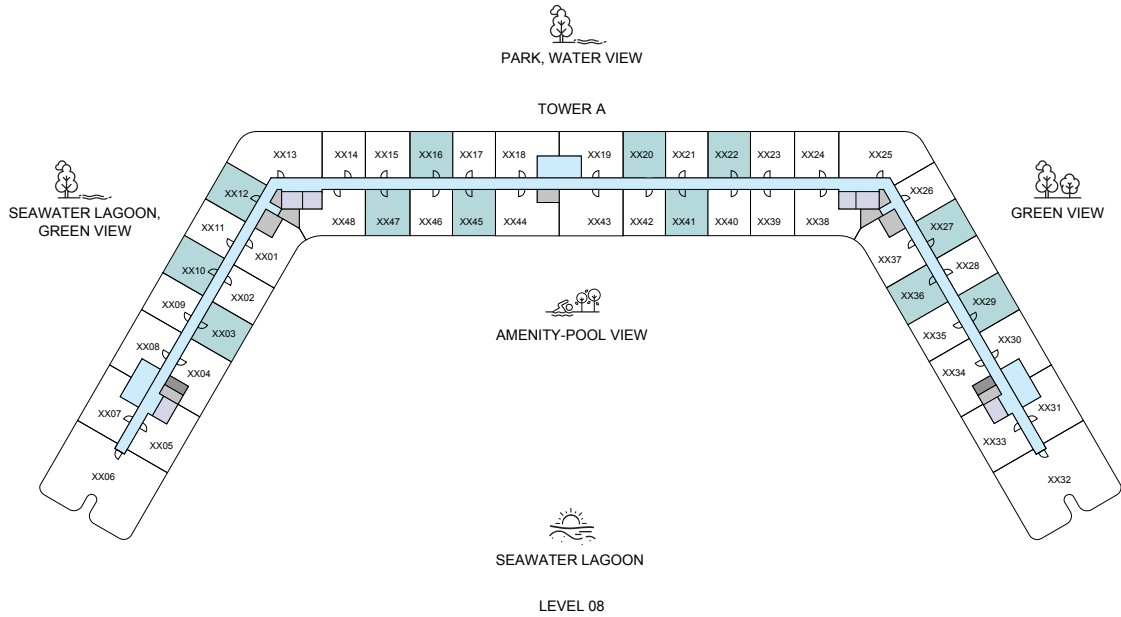 PARK, WATER VIEW
TOWER A
XX13
XX14
XX15
XX16
XX17
XX18
XX19
XX20
XX21
XX22
XX23
XX24
XX25
XX12
XX26
SEAWATER LAGOON,
GREEN VIEW
GREEN VIEW
XX48
XX47
XX46
XX45
XX44
XX43
XX42
XX41
XX40
XX39
XX38
XX11
XX27
XX01
XX37
XX10
XX28
XX02
XX36
XX09
XX29
XX03
XX35
AMENITY-POOL VIEW
XX08
XX30
XX04
XX34
XX07
XX31
XX05
XX33
XX06
XX32
SEAWATER LAGOON
LEVEL 08